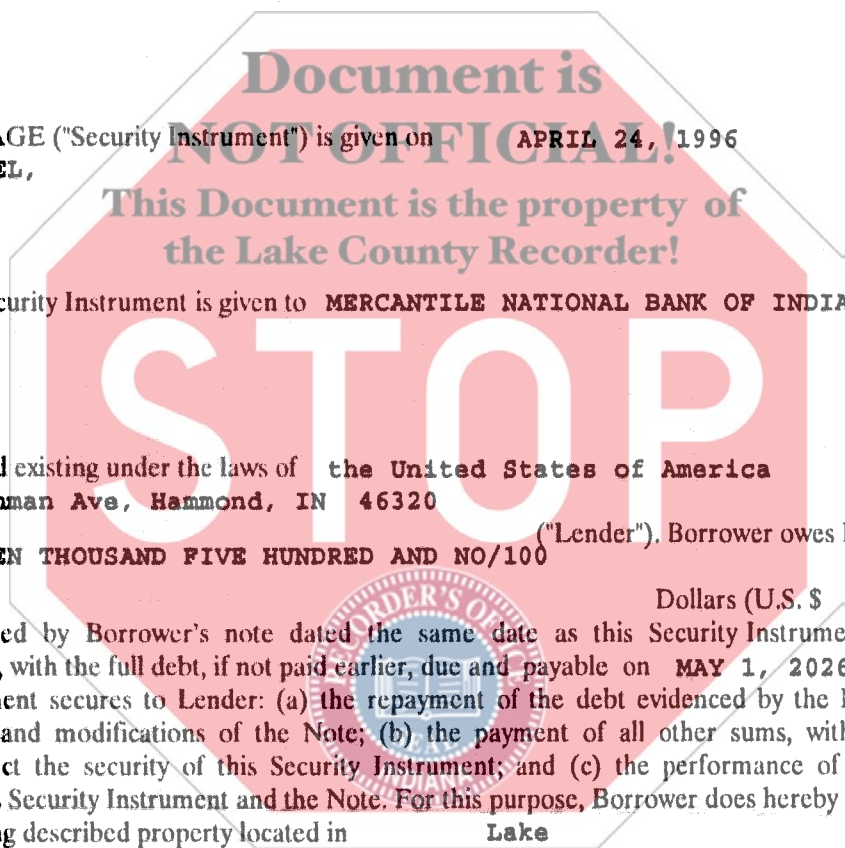 Document is
AGE ("Security Instrument") is given on APRIL 24, 1996
NOT OFFICIAL!
EL,
This Document is the property of
the Lake County Recorder!
curity Instrument is given to MERCANTILE NATIONAL BANK OF INDIA
STOP
d existing under the laws of the United States of America
man Ave, Hammond, IN 46320
("Lender"). Borrower owes
EN THOUSAND FIVE HUNDRED AND NO/100
Dollars (U.S. $
RECORDER'S OFFICE
ed by Borrower's note dated the same date as this Security Instrume
, with the full debt, if not paid earlier, due and payable on MAY 1, 2026
ent secures to Lender: (a) the repayment of the debt evidenced by the
and modifications of the Note; (b) the payment of all other sums, with
SEAL
ct the security of this Security Instrument; and (c) the performance of
INDIANA
Security Instrument and the Note. For this purpose, Borrower does hereby
g described property located in Lake